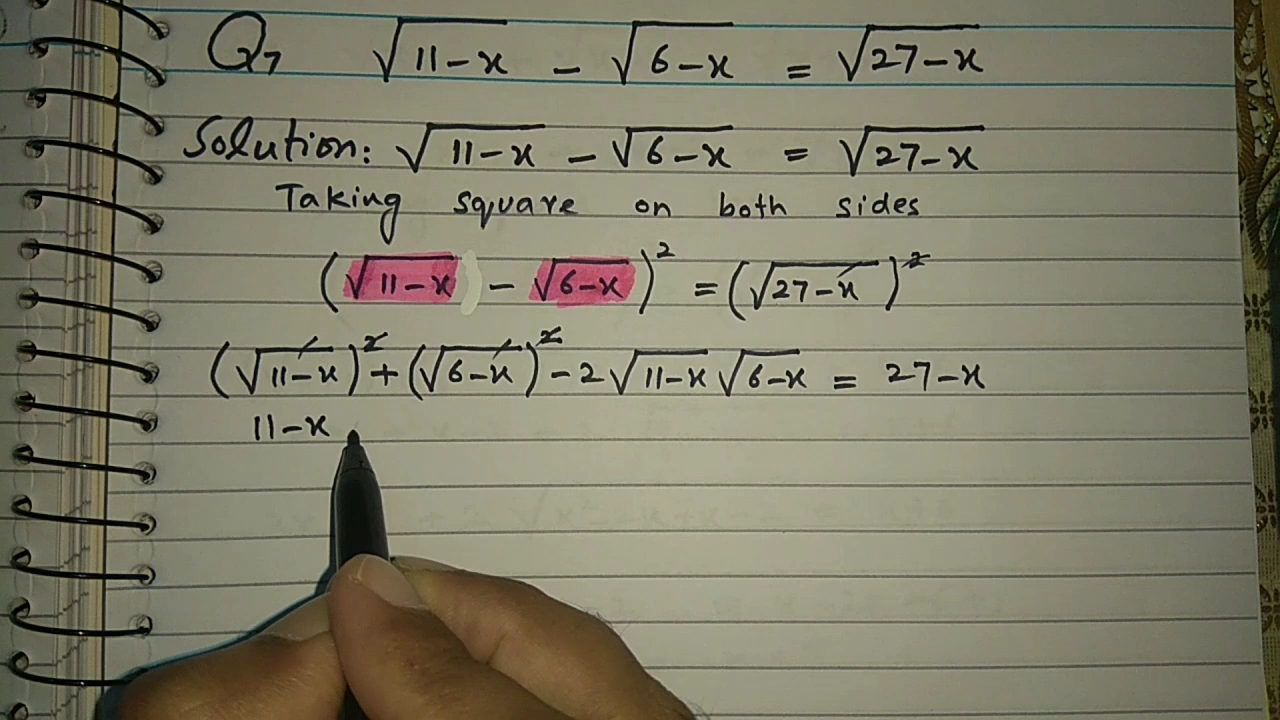 Q7 √11-x - √6-x = √27-x
Solution: √11-x - √6-x = √27-x
Taking square on both sides
(√11-x - √6-x)² = (√27-x)²
(√11-x)² + (√6-x)² - 2√11-x √6-x = 27-x
11-x